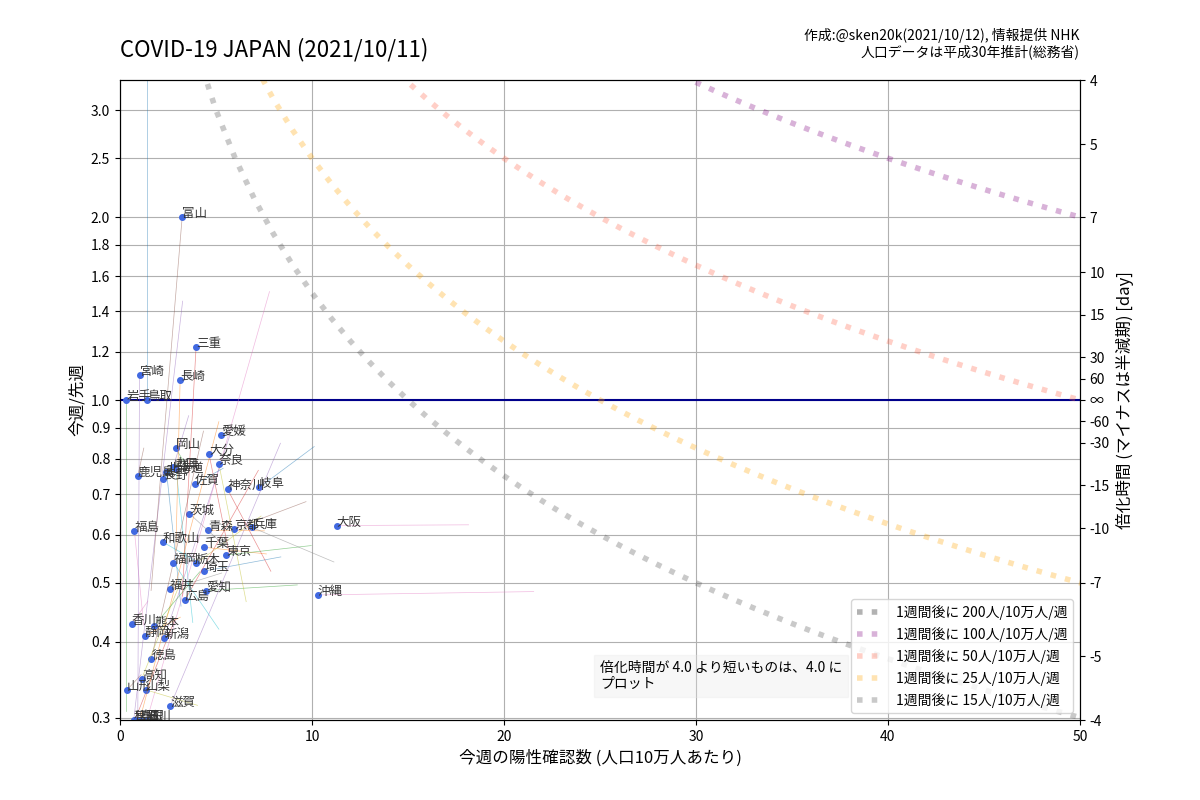 COVID-19 JAPAN (2021/10/11)
作成:@sken20k(2021/10/12), 情報提供 NHK
人口データは平成30年推計(総務省)
今週/先週
3.0
2.5
2.0
1.8
1.6
1.4
1.2
1.0
0.9
0.8
0.7
0.6
0.5
0.4
0.3
富山
三重
宮崎
長崎
岩手
鳥取
愛媛
岡山
大分
奈良
鹿児島
長野
佐賀
神奈川
岐阜
茨城
福島
青森
京都
兵庫
大阪
和歌山
千葉
東京
福岡
栃木
埼玉
福井
愛知
広島
沖縄
香川
熊本
静岡
新潟
徳島
高知
山形
山梨
滋賀
4
5
7
10
15
30
60
∞
-60
-30
-15
-10
-7
-5
-4
倍化時間 (マイナスは半減期) [day]
倍化時間が 4.0 より短いものは、4.0 に
プロット
1週間後に 200人/10万人/週
1週間後に 100人/10万人/週
1週間後に 50人/10万人/週
1週間後に 25人/10万人/週
1週間後に 15人/10万人/週
0 10 20 30 40 50
今週の陽性確認数 (人口10万人あたり)